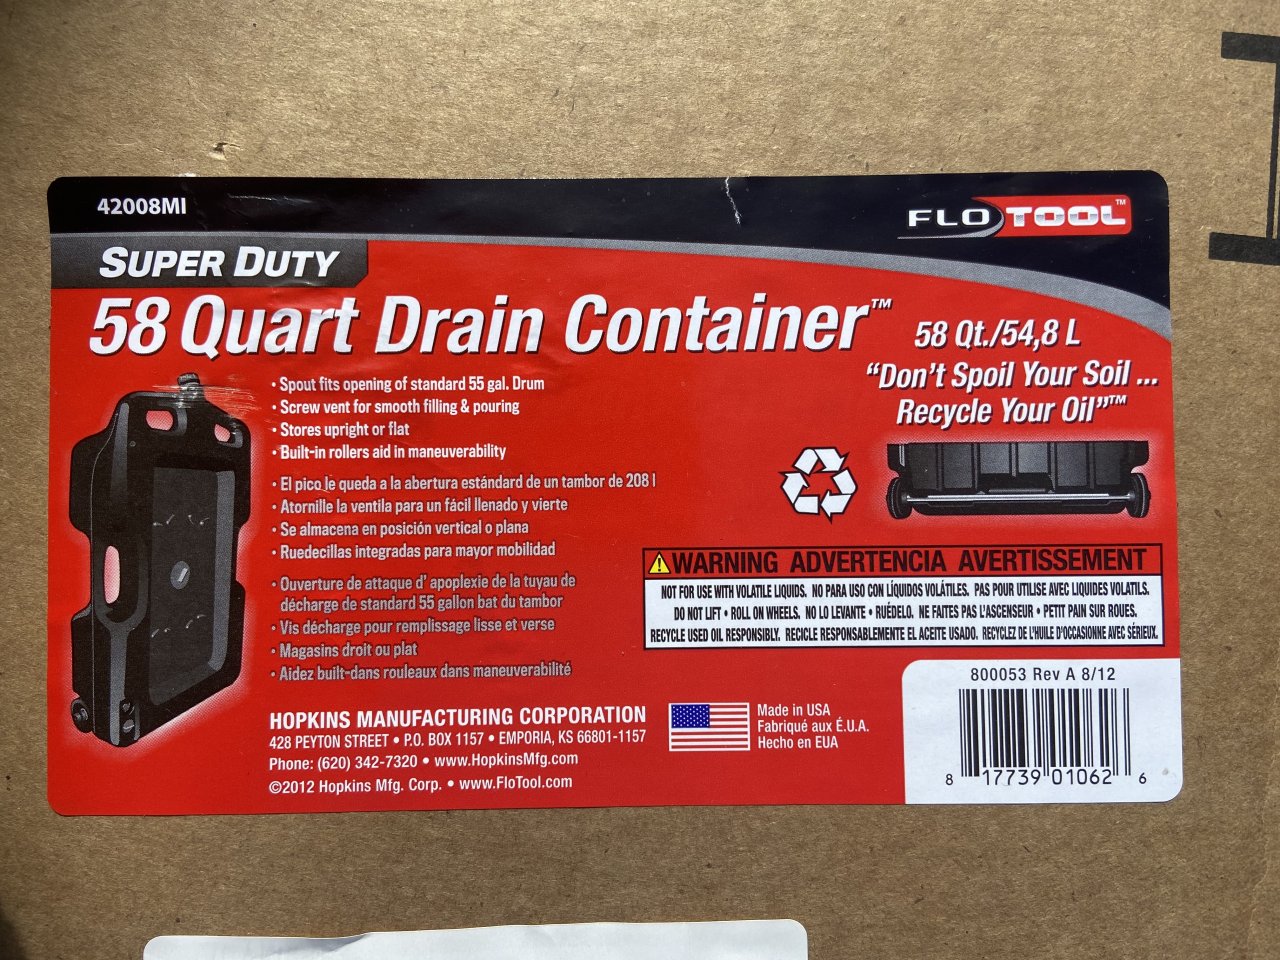 42008MI
FLOTOOL™
SUPER DUTY
58 Quart Drain Container™
58 Qt./54,8 L
"Don't Spoil Your Soil ...
Recycle Your Oil"™
• Spout fits opening of standard 55 gal. Drum
• Screw vent for smooth filling & pouring
• Stores upright or flat
• Built-in rollers aid in maneuverability
• El pico le queda a la abertura estándard de un tambor de 208 l
• Atornille la ventila para un fácil llenado y vierte
• Se almacena en posición vertical o plana
• Ruedecillas integradas para mayor mobilidad
• Ouverture de attaque d' apoplexie de la tuyau de
décharge de standard 55 gallon bat du tambor
• Vis décharge pour remplissage lisse et verse
• Magasins droit ou plat
• Aidez built-dans rouleaux dans maneuverabilité
WARNING ADVERTENCIA AVERTISSEMENT
NOT FOR USE WITH VOLATILE LIQUIDS. NO PARA USO CON LÍQUIDOS VOLÁTILES. PAS POUR UTILISE AVEC LIQUIDES VOLATILS.
DO NOT LIFT • ROLL ON WHEELS. NO LO LEVANTE • RUÉDELO. NE FAITES PAS L'ASCENSEUR • PETIT PAIN SUR ROUES.
RECYCLE USED OIL RESPONSIBLY. RECICLE RESPONSABLEMENT EL ACEITE USADO. RECYCLEZ DE L'HUILE D'OCCASIONNE AVEC SÉRIEUX.
HOPKINS MANUFACTURING CORPORATION
428 PEYTON STREET • P.O. BOX 1157 • EMPORIA, KS 66801-1157
Phone: (620) 342-7320 • www.HopkinsMfg.com
©2012 Hopkins Mfg. Corp. • www.FloTool.com
Made in USA
Fabriqué aux É.U.A.
Hecho en EUA
800053 Rev A 8/12
8 17739 01062 6